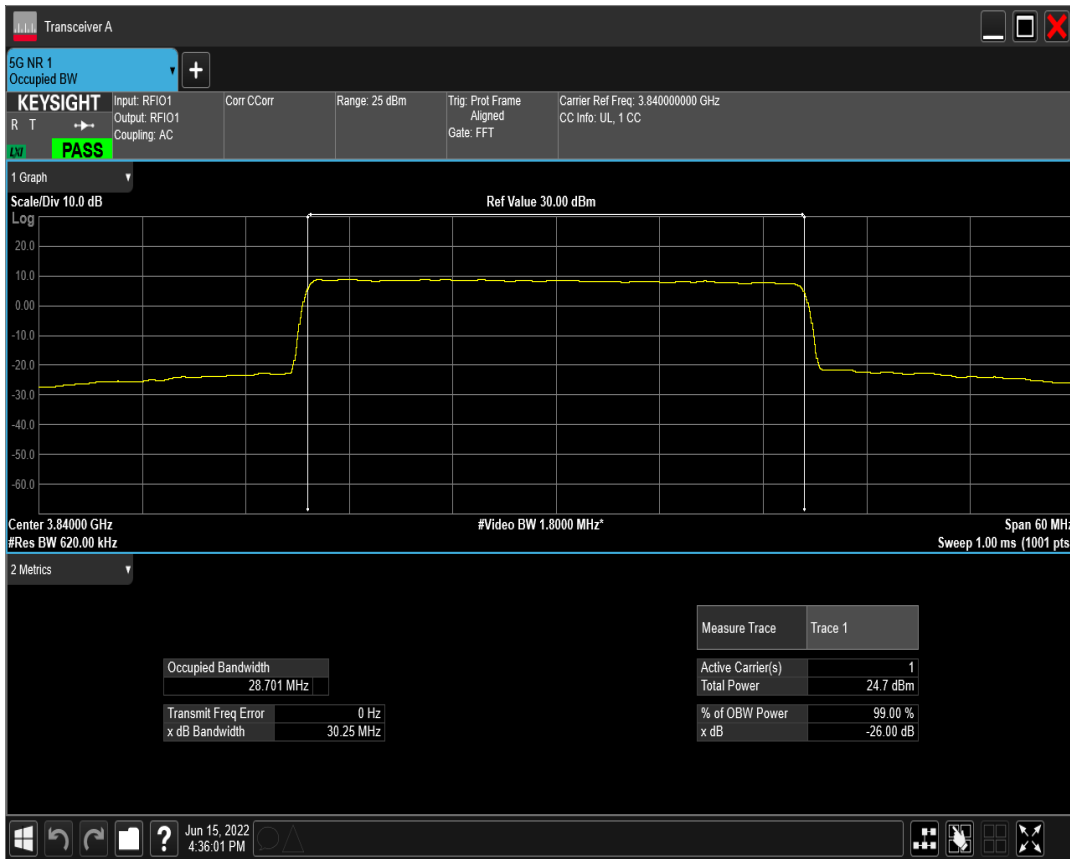 Transceiver A
5G NR 1
Occupied BW
+
KEYSIGHT
R T
LXI
PASS
Input: RFIO1
Output: RFIO1
Coupling: AC
Corr CCorr
Range: 25 dBm
Trig: Prot Frame
Aligned
Gate: FFT
Carrier Ref Freq: 3.840000000 GHz
CC Info: UL, 1 CC
1 Graph
Scale/Div 10.0 dB
Ref Value 30.00 dBm
Log
20.0
10.0
0.00
-10.0
-20.0
-30.0
-40.0
-50.0
-60.0
Center 3.84000 GHz
#Video BW 1.8000 MHz*
Span 60 MHz
#Res BW 620.00 kHz
Sweep 1.00 ms (1001 pts
2 Metrics
Measure Trace Trace 1
Occupied Bandwidth
28.701 MHz
Active Carrier(s) 1
Total Power 24.7 dBm
Transmit Freq Error 0 Hz
x dB Bandwidth 30.25 MHz
% of OBW Power 99.00 %
x dB -26.00 dB
?
Jun 15, 2022
4:36:01 PM